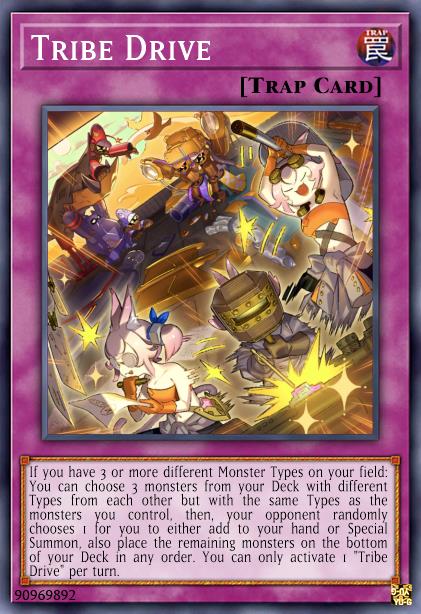 Tribe Drive
TRAP
罠
[Trap Card]
If you have 3 or more different Monster Types on your field:
You can choose 3 monsters from your Deck with different
Types from each other but with the same Types as the
monsters you control, then, your opponent randomly
chooses 1 for you to either add to your hand or Special
Summon, also place the remaining monsters on the bottom
of your Deck in any order. You can only activate 1 "Tribe
Drive" per turn.
90969892